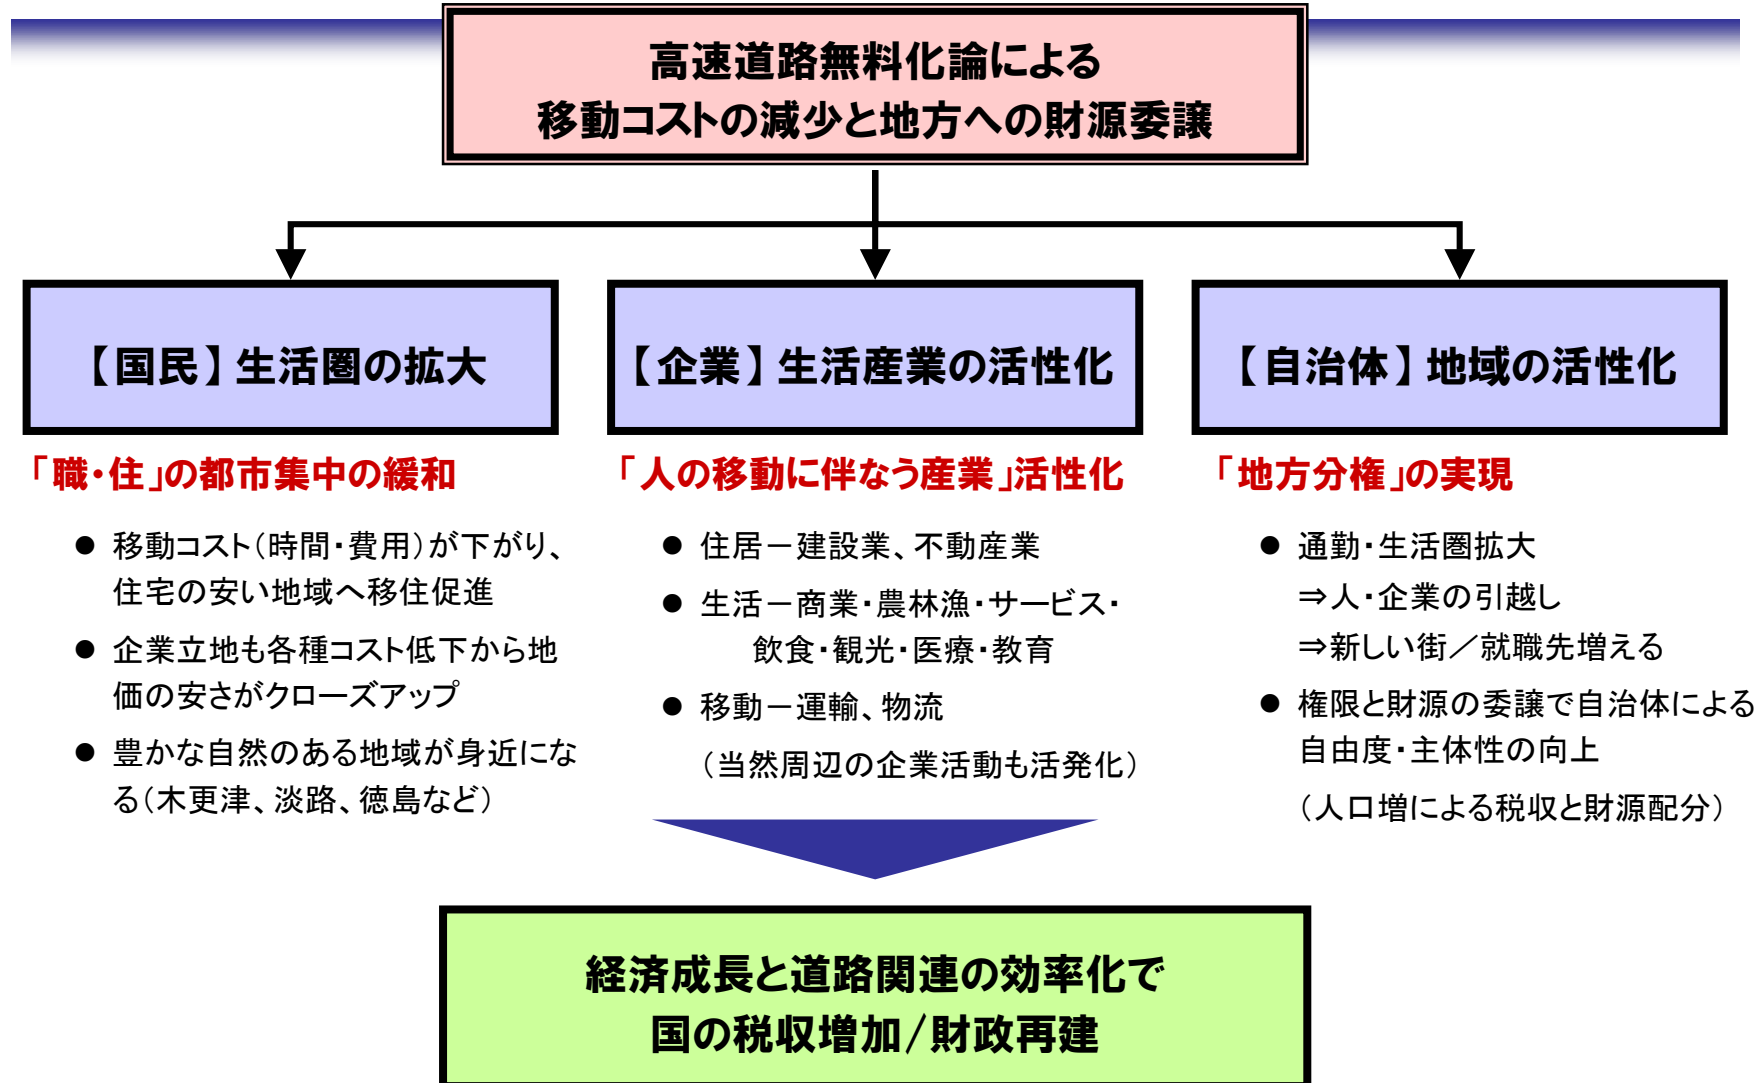 高速道路無料化論による
移動コストの減少と地方への財源委譲
【国民】生活圏の拡大
「職・住」の都市集中の緩和
● 移動コスト(時間・費用)が下がり、
住宅の安い地域へ移住促進
● 企業立地も各種コスト低下から地
価の安さがクローズアップ
● 豊かな自然のある地域が身近にな
る(木更津、淡路、徳島など)
【企業】生活産業の活性化
「人の移動に伴なう産業」活性化
● 住居－建設業、不動産業
● 生活－商業・農林漁・サービス・
飲食・観光・医療・教育
● 移動－運輸、物流
(当然周辺の企業活動も活発化)
【自治体】地域の活性化
「地方分権」の実現
● 通勤・生活圏拡大
⇒人・企業の引越し
⇒新しい街／就職先増える
● 権限と財源の委譲で自治体による
自由度・主体性の向上
(人口増による税収と財源配分)
経済成長と道路関連の効率化で
国の税収増加/財政再建